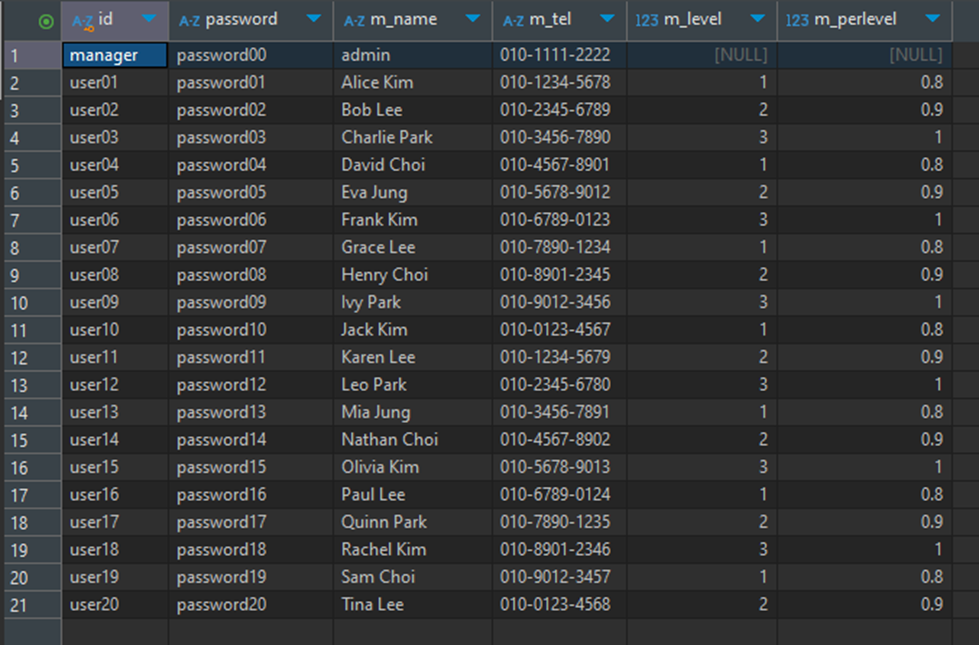 A-Z id A-Z password A-Z m_name A-Z m_tel 123 m_level 123 m_perlevel
1 manager password00 admin 010-1111-2222 [NULL] [NULL]
2 user01 password01 Alice Kim 010-1234-5678 1 0.8
3 user02 password02 Bob Lee 010-2345-6789 2 0.9
4 user03 password03 Charlie Park 010-3456-7890 3 1
5 user04 password04 David Choi 010-4567-8901 1 0.8
6 user05 password05 Eva Jung 010-5678-9012 2 0.9
7 user06 password06 Frank Kim 010-6789-0123 3 1
8 user07 password07 Grace Lee 010-7890-1234 1 0.8
9 user08 password08 Henry Choi 010-8901-2345 2 0.9
10 user09 password09 Ivy Park 010-9012-3456 3 1
11 user10 password10 Jack Kim 010-0123-4567 1 0.8
12 user11 password11 Karen Lee 010-1234-5679 2 0.9
13 user12 password12 Leo Park 010-2345-6780 3 1
14 user13 password13 Mia Jung 010-3456-7891 1 0.8
15 user14 password14 Nathan Choi 010-4567-8902 2 0.9
16 user15 password15 Olivia Kim 010-5678-9013 3 1
17 user16 password16 Paul Lee 010-6789-0124 1 0.8
18 user17 password17 Quinn Park 010-7890-1235 2 0.9
19 user18 password18 Rachel Kim 010-8901-2346 3 1
20 user19 password19 Sam Choi 010-9012-3457 1 0.8
21 user20 password20 Tina Lee 010-0123-4568 2 0.9